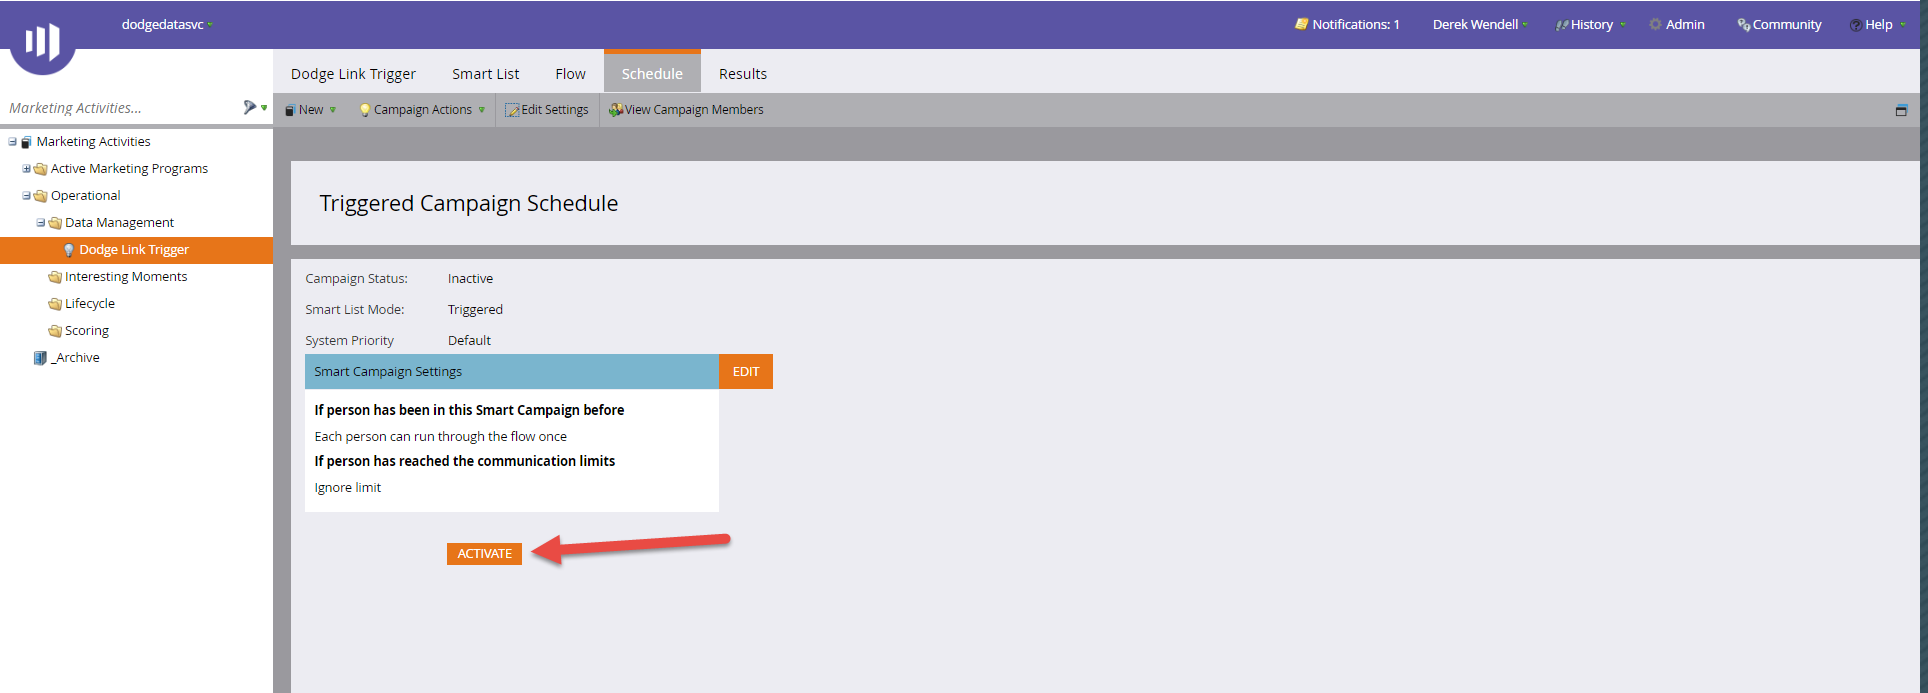 dodgedatasvc
Notifications: 1 Derek Wendell History Admin Community Help
Dodge Link Trigger Smart List Flow Schedule Results
Marketing Activities...
New Campaign Actions Edit Settings View Campaign Members
Marketing Activities
Active Marketing Programs
Operational
Data Management
Dodge Link Trigger
Interesting Moments
Lifecycle
Scoring
_Archive
Triggered Campaign Schedule
Campaign Status: Inactive
Smart List Mode: Triggered
System Priority Default
Smart Campaign Settings EDIT
If person has been in this Smart Campaign before
Each person can run through the flow once
If person has reached the communication limits
Ignore limit
ACTIVATE